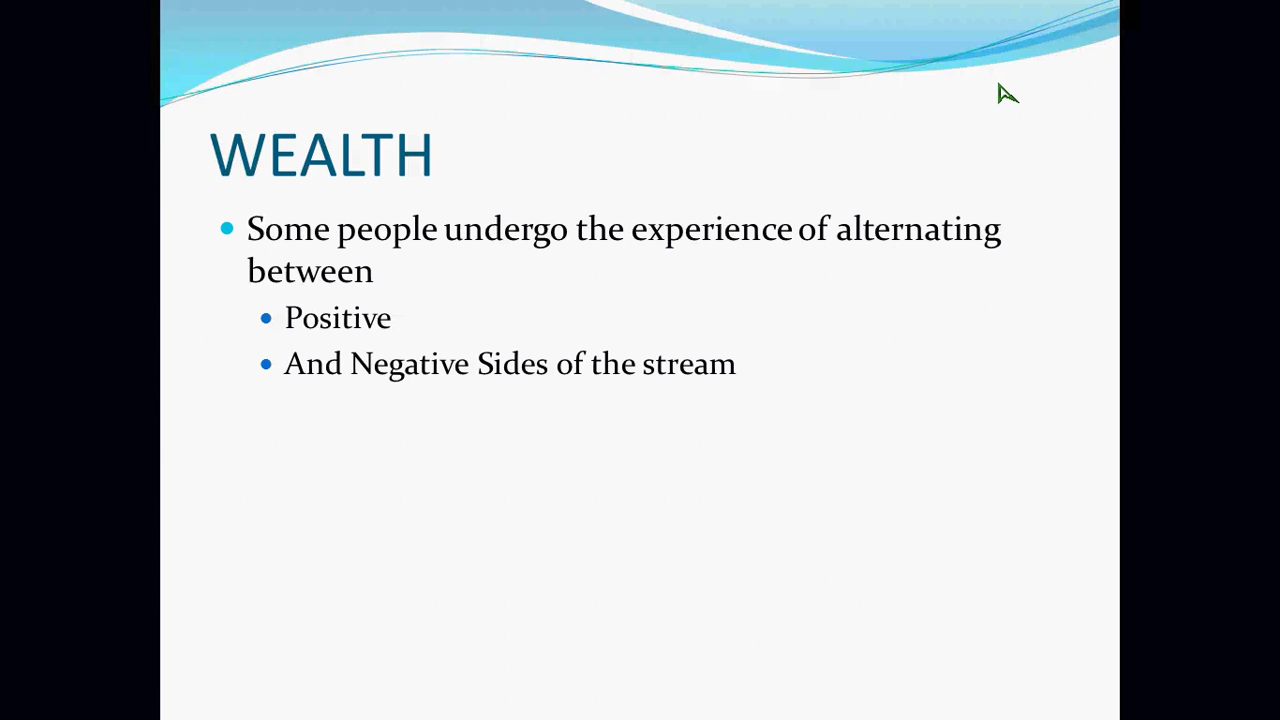 WEALTH
Some people undergo the experience of alternating
between
Positive
And Negative Sides of the stream